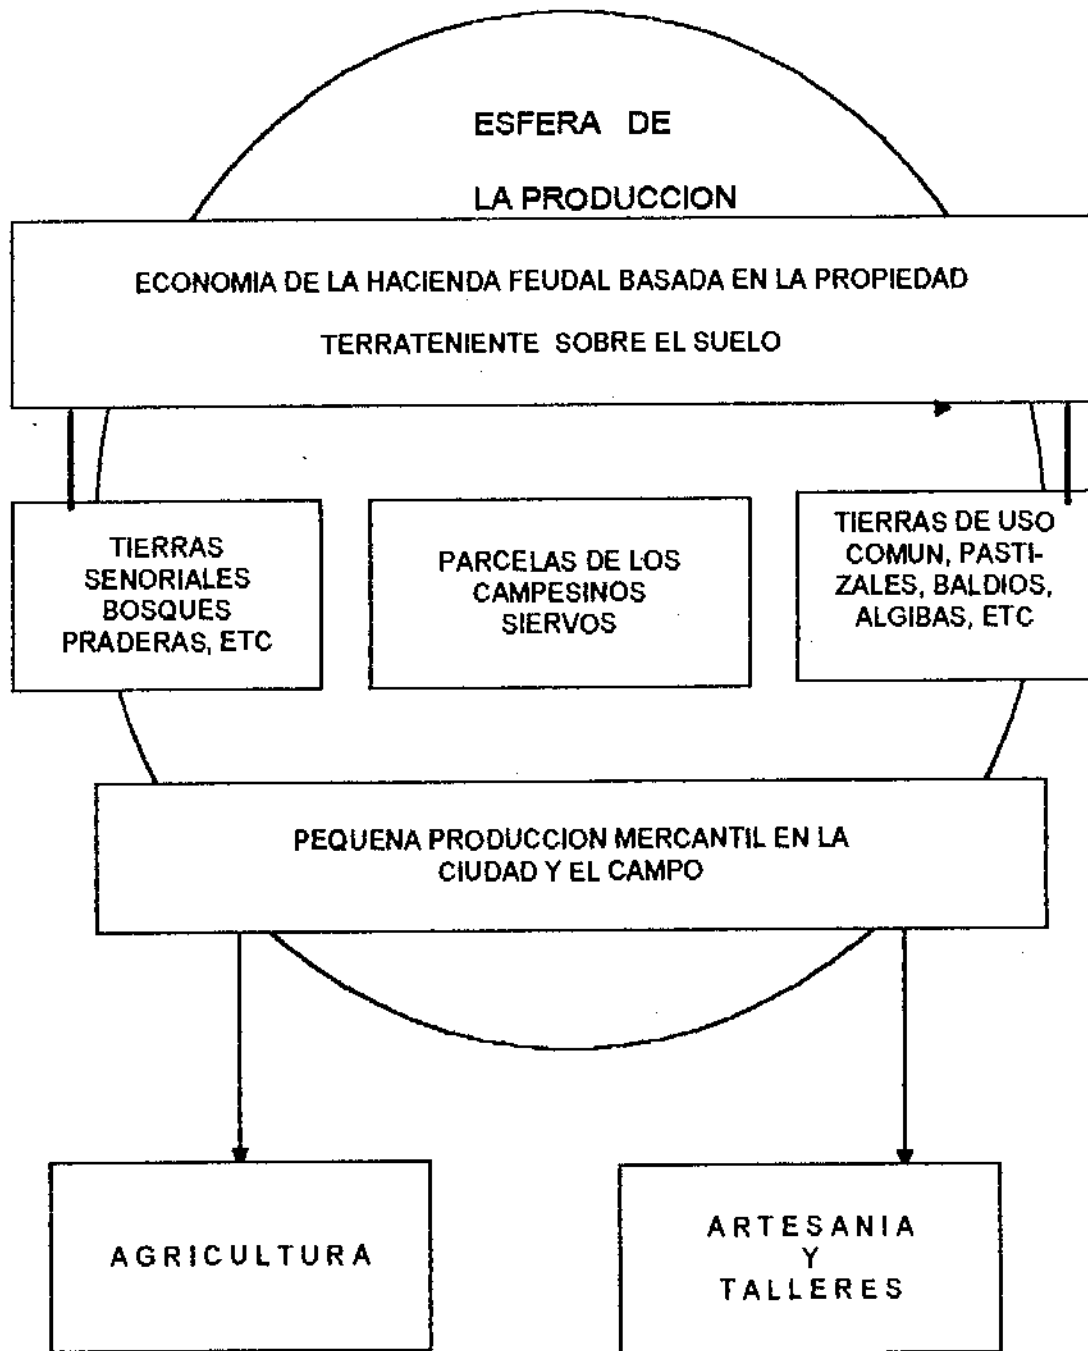 ESFERA DE
LA PRODUCCION
ECONOMIA DE LA HACIENDA FEUDAL BASADA EN LA PROPIEDAD
TERRATENIENTE SOBRE EL SUELO
TIERRAS
SENORIALES
BOSQUES
PRADERAS, ETC
PARCELAS DE LOS
CAMPESINOS
SIERVOS
TIERRAS DE USO
COMUN, PASTI-
ZALES, BALDIOS,
ALGIBAS, ETC
PEQUENA PRODUCCION MERCANTIL EN LA
CIUDAD Y EL CAMPO
AGRICULTURA
ARTESANIA
Y
TALLERES